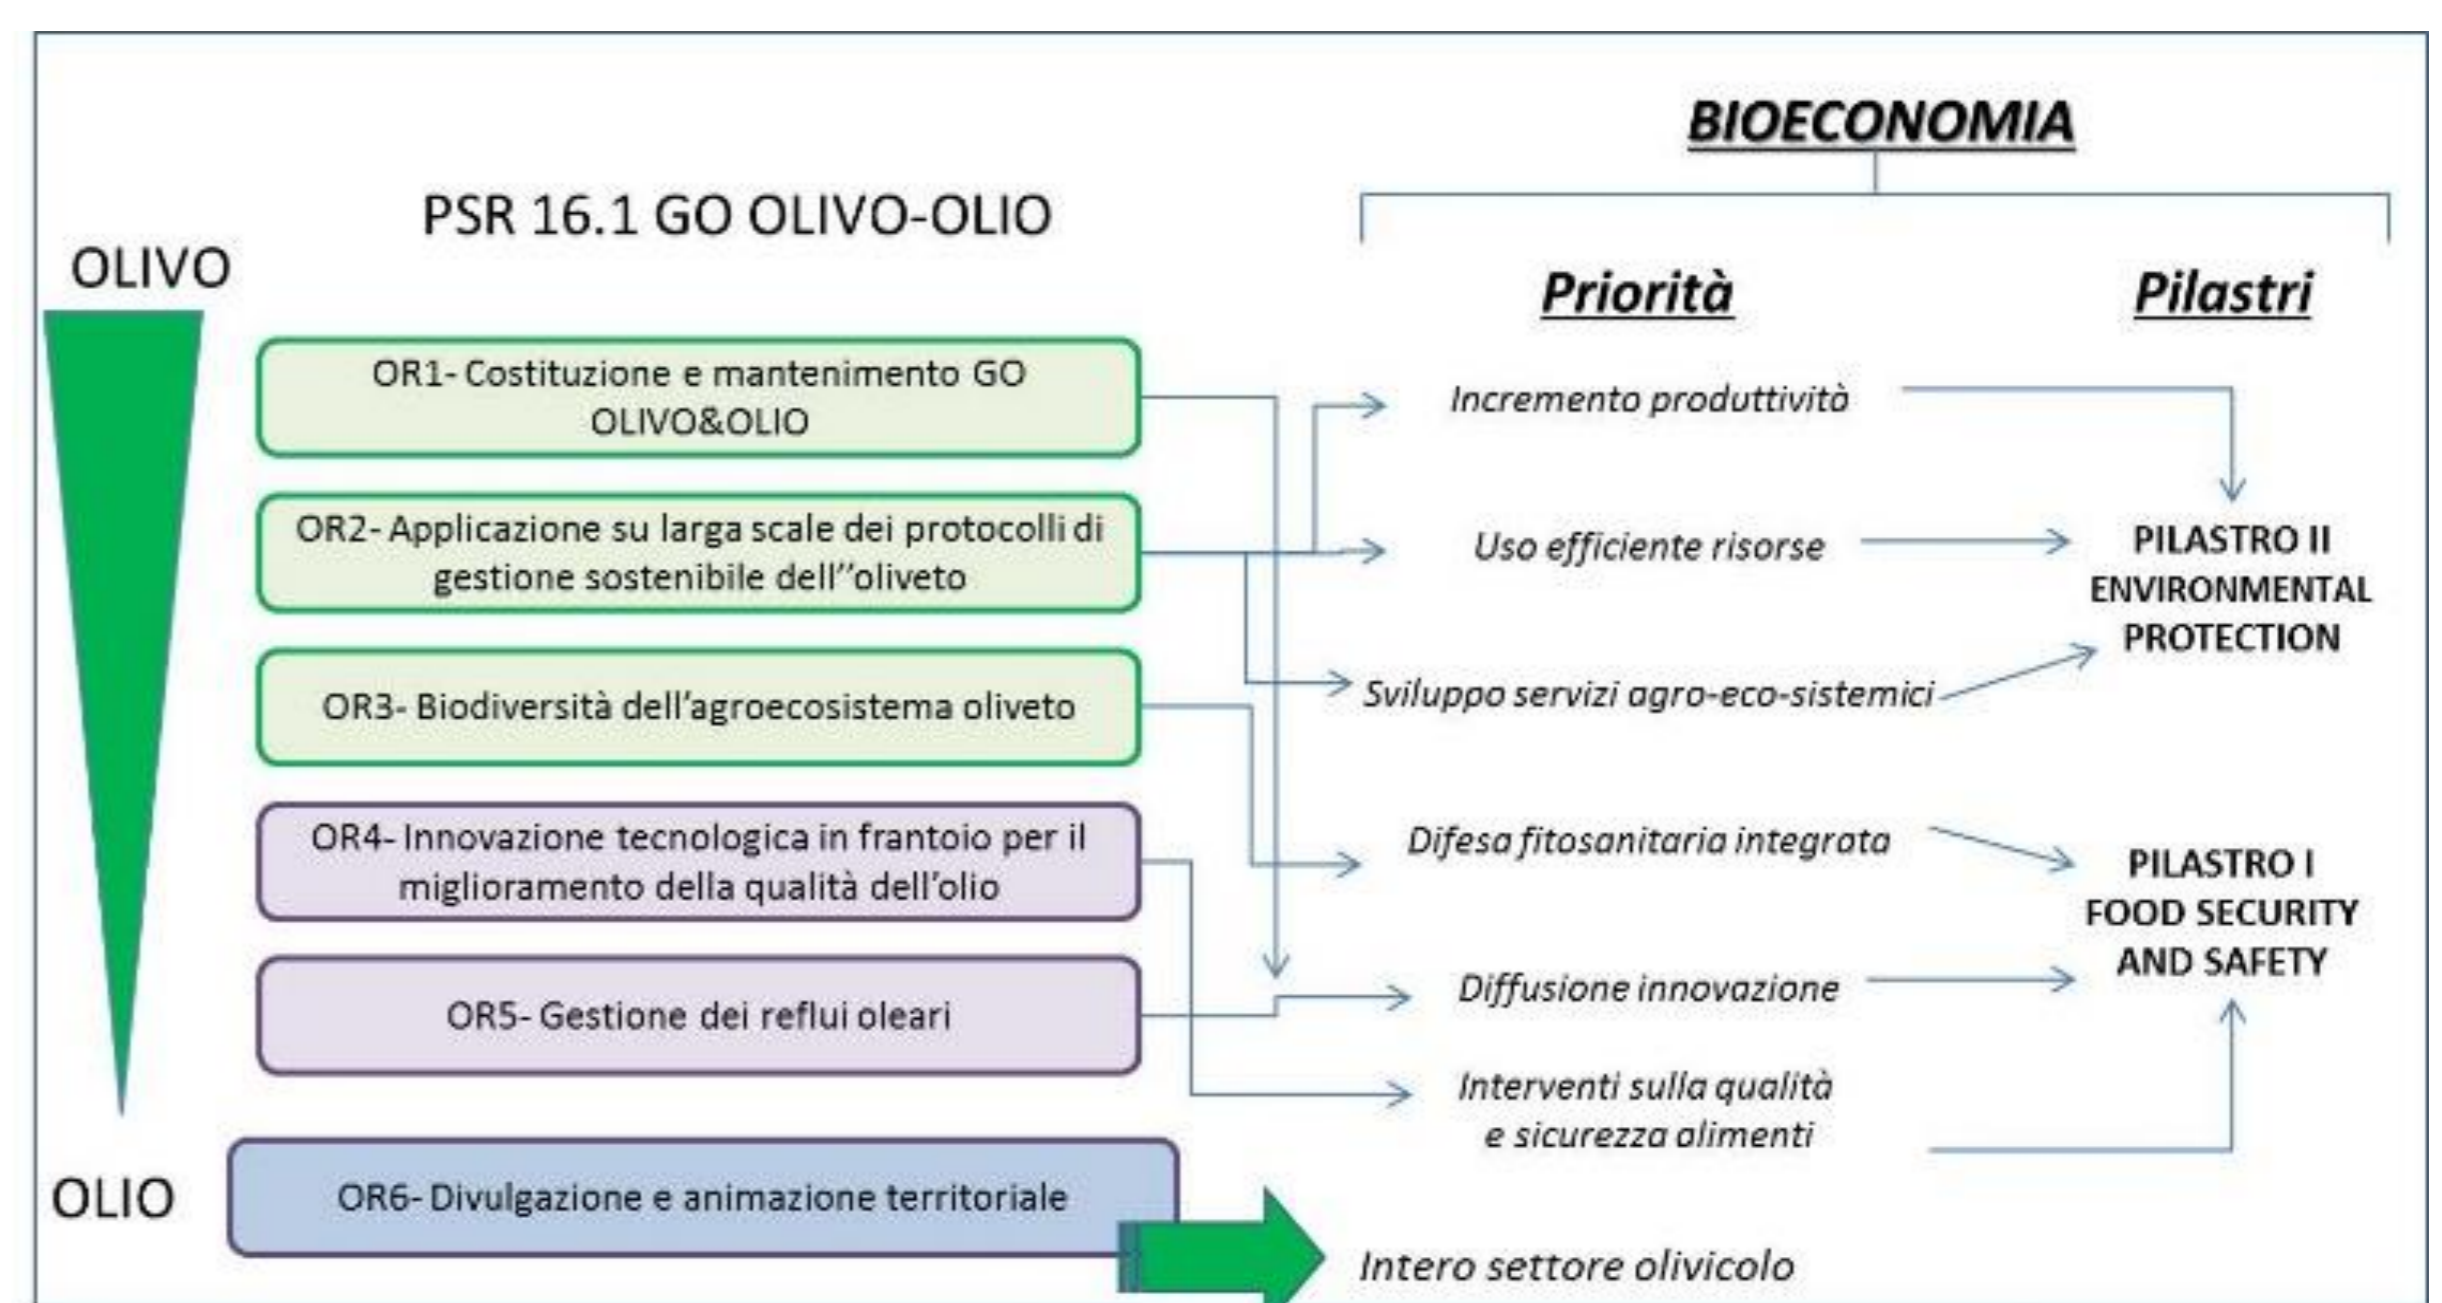 BIOECONOMIA
PSR 16.1 GO OLIVO-OLIO
OLIVO
Priorità
Pilastri
OR1- Costituzione e mantenimento GO
OLIVO&OLIO
OR2- Applicazione su larga scale dei protocolli di
gestione sostenibile dell’’oliveto
OR3- Biodiversità dell’agroecosistema oliveto
OR4- Innovazione tecnologica in frantoio per il
miglioramento della qualità dell’olio
OR5- Gestione dei reflui oleari
OLIO
OR6- Divulgazione e animazione territoriale
Incremento produttività
Uso efficiente risorse
Sviluppo servizi agro-eco-sistemici
Difesa fitosanitaria integrata
Diffusione innovazione
Interventi sulla qualità
e sicurezza alimenti
Intero settore olivicolo
PILASTRO II
ENVIRONMENTAL
PROTECTION
PILASTRO I
FOOD SECURITY
AND SAFETY